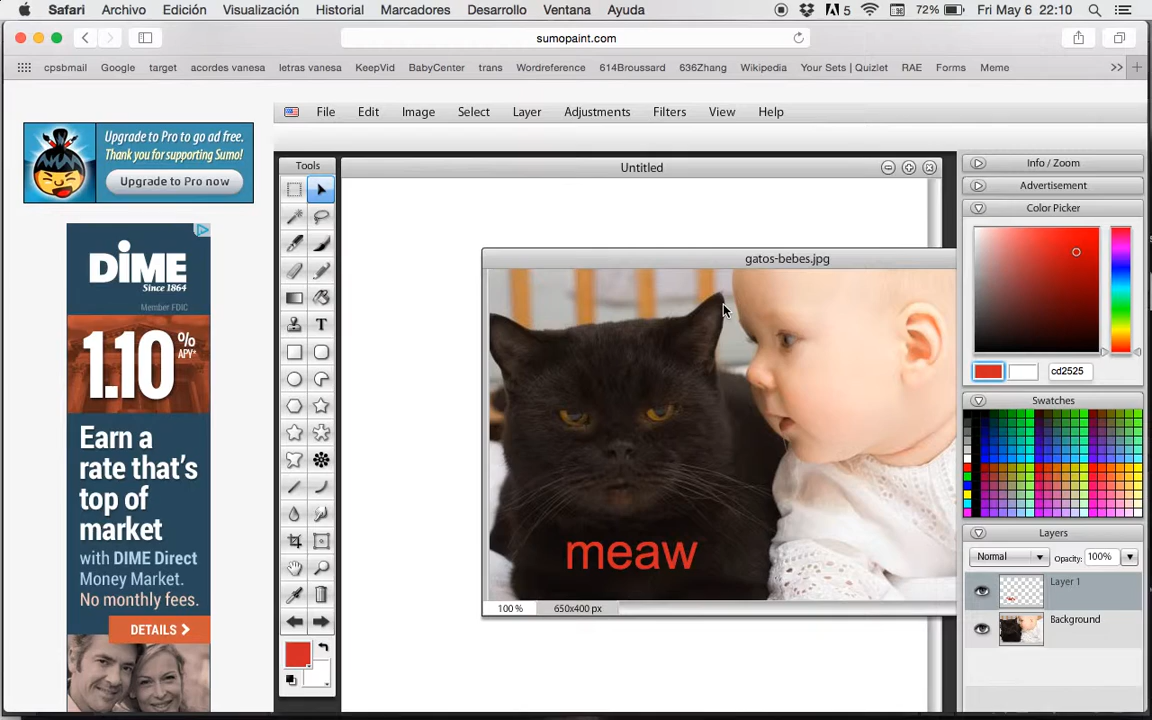 Safari Archivo Edición Visualización Historial Marcadores Desarrollo Ventana Ayuda 5 72% Fri May 6 22:10
sumopaint.com
cpsbmail Google target acordes vanesa letras vanesa KeepVid BabyCenter trans Wordreference 614Broussard 636Zhang Wikipedia Your Sets | Quizlet RAE Forms Meme
File Edit Image Select Layer Adjustments Filters View Help
Upgrade to Pro to go ad free.
Thank you for supporting Sumo!
Upgrade to Pro now
Tools
Untitled
Info / Zoom
Advertisement
Color Picker
DIME
Since 1864
Member FDIC
1.10%
APY*
Earn a
rate that's
top of
market
with DIME Direct
Money Market.
No monthly fees.
DETAILS
T
gatos-bebes.jpg
meaw
100 % 650x400 px
cd2525
Swatches
Layers
Normal Opacity: 100%
Layer 1
Background